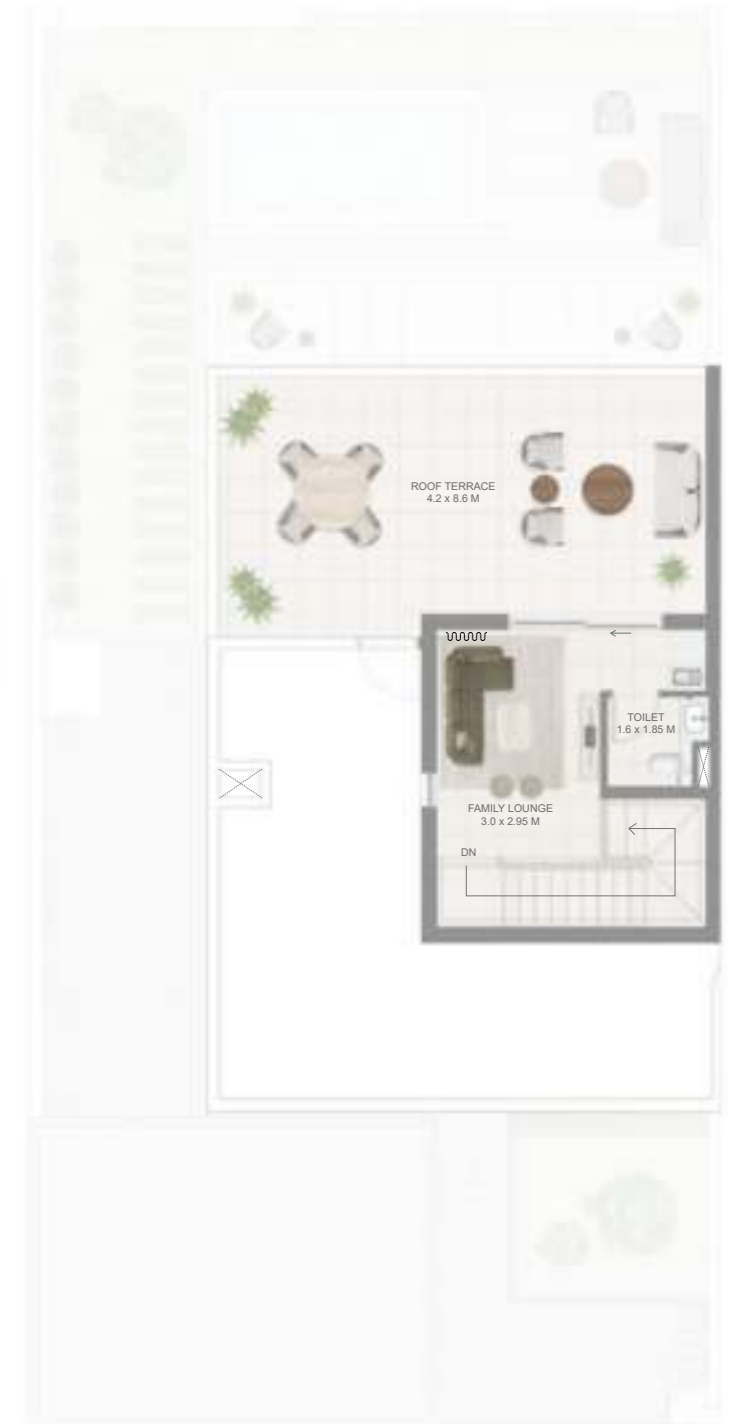 ROOF TERRACE
4.2 x 8.6 M
TOILET
1.6 x 1.85 M
FAMILY LOUNGE
3.0 x 2.95 M
DN